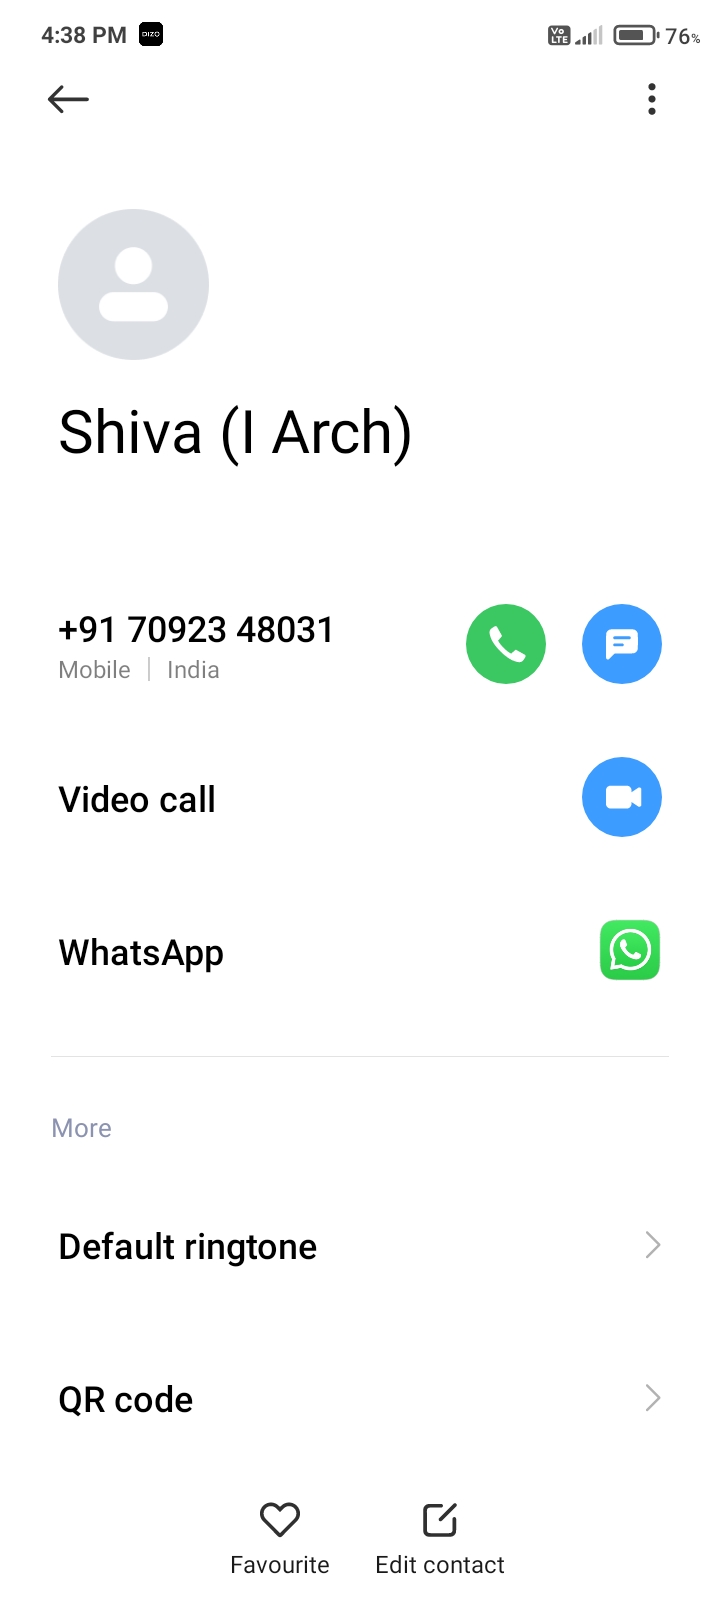 4:38 PM DIZO Vo LTE 76%
Shiva (I Arch)
+91 70923 48031
Mobile | India
Video call
WhatsApp
More
Default ringtone
QR code
Favourite Edit contact